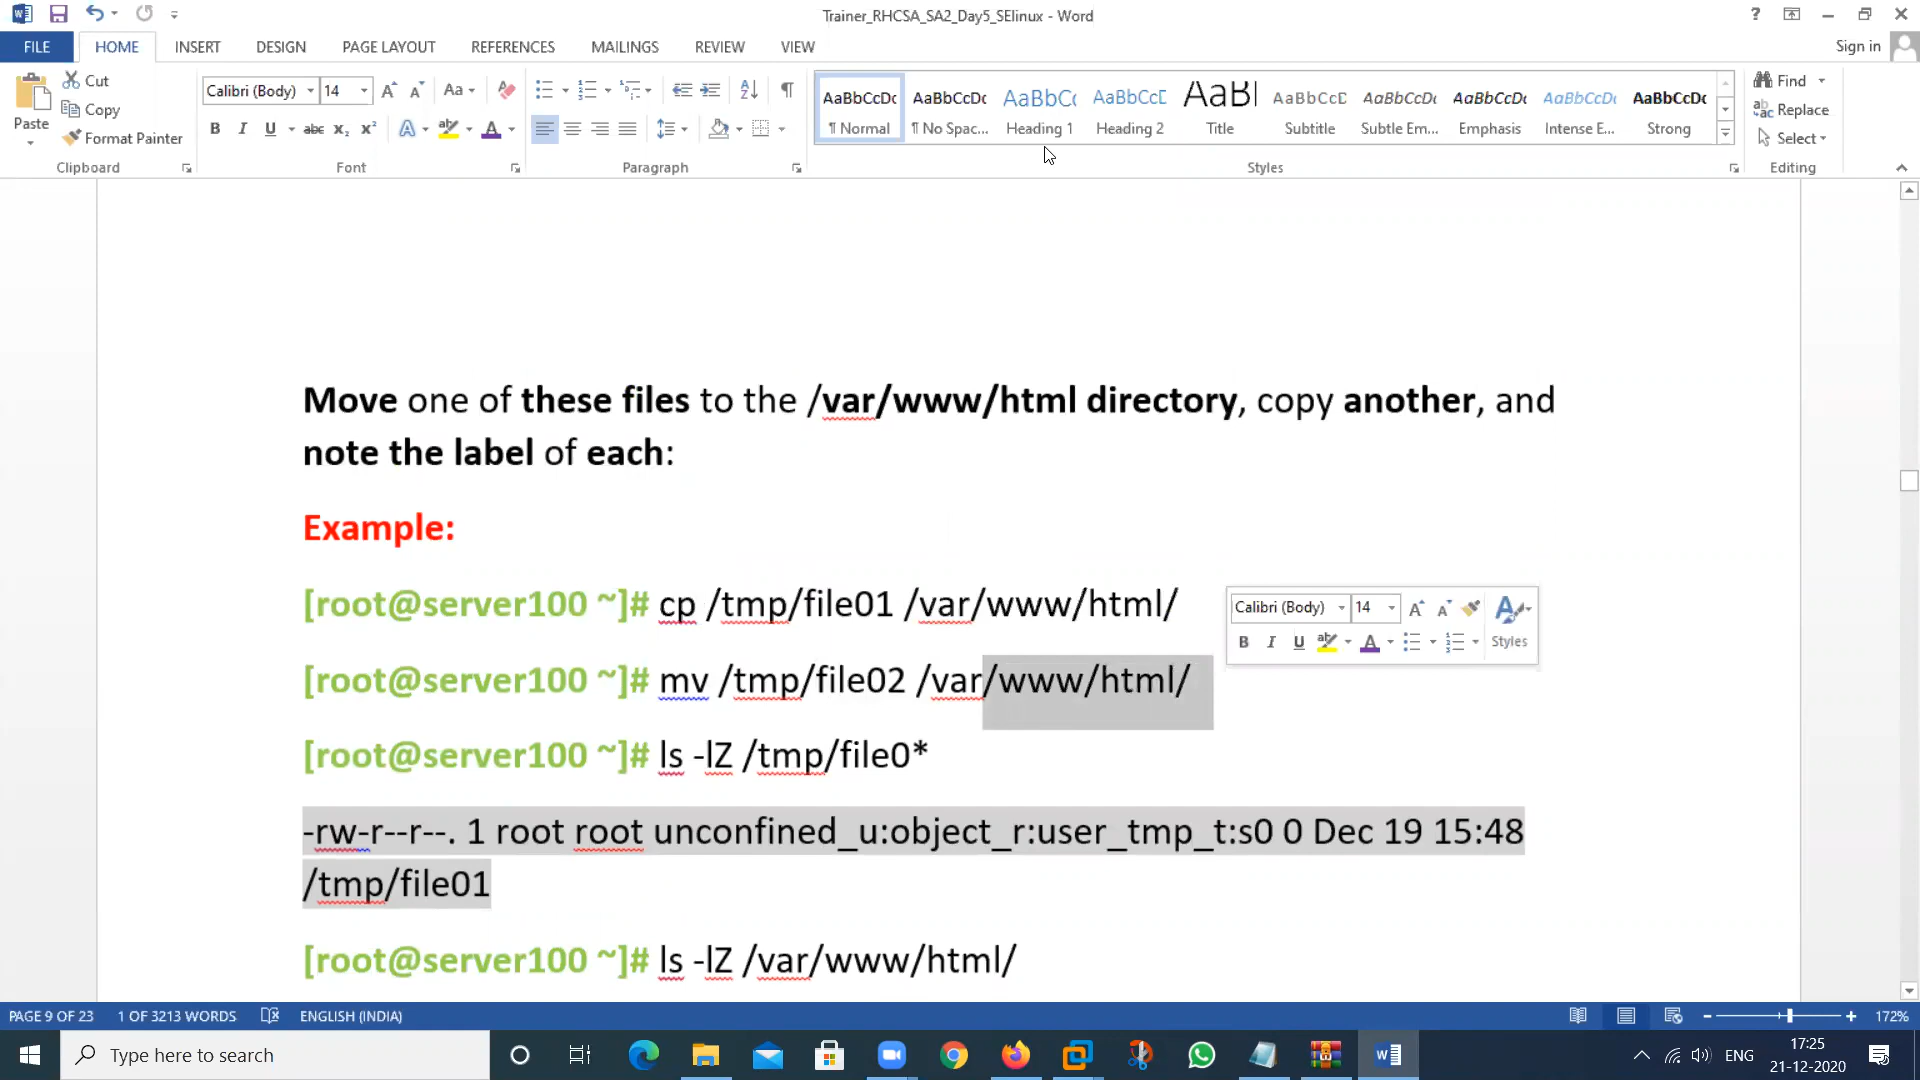 Trainer_RHCSA_SA2_Day5_SElinux - Word
FILE HOME INSERT DESIGN PAGE LAYOUT REFERENCES MAILINGS REVIEW VIEW Sign in
Paste
Cut
Copy
Format Painter
Clipboard
Calibri (Body) 14
Font
Paragraph
AaBbCcDc AaBbCcDc AaBbCc AaBbCcD AaBl AaBbCcD AaBbCcDc AaBbCcDc AaBbCcDc AaBbCcDc
¶ Normal ¶ No Spac... Heading 1 Heading 2 Title Subtitle Subtle Em... Emphasis Intense E... Strong
Styles
Find
Replace
Select
Editing
Move one of these files to the /var/www/html directory, copy another, and
note the label of each:
Example:
[root@server100 ~]# cp /tmp/file01 /var/www/html/
[root@server100 ~]# mv /tmp/file02 /var/www/html/
Calibri (Body) 14
B I U Styles
[root@server100 ~]# ls -lZ /tmp/file0*
-rw-r--r--. 1 root root unconfined_u:object_r:user_tmp_t:s0 0 Dec 19 15:48
/tmp/file01
[root@server100 ~]# ls -lZ /var/www/html/
PAGE 9 OF 23 1 OF 3213 WORDS ENGLISH (INDIA) 172%
Type here to search
ENG
17:25
21-12-2020